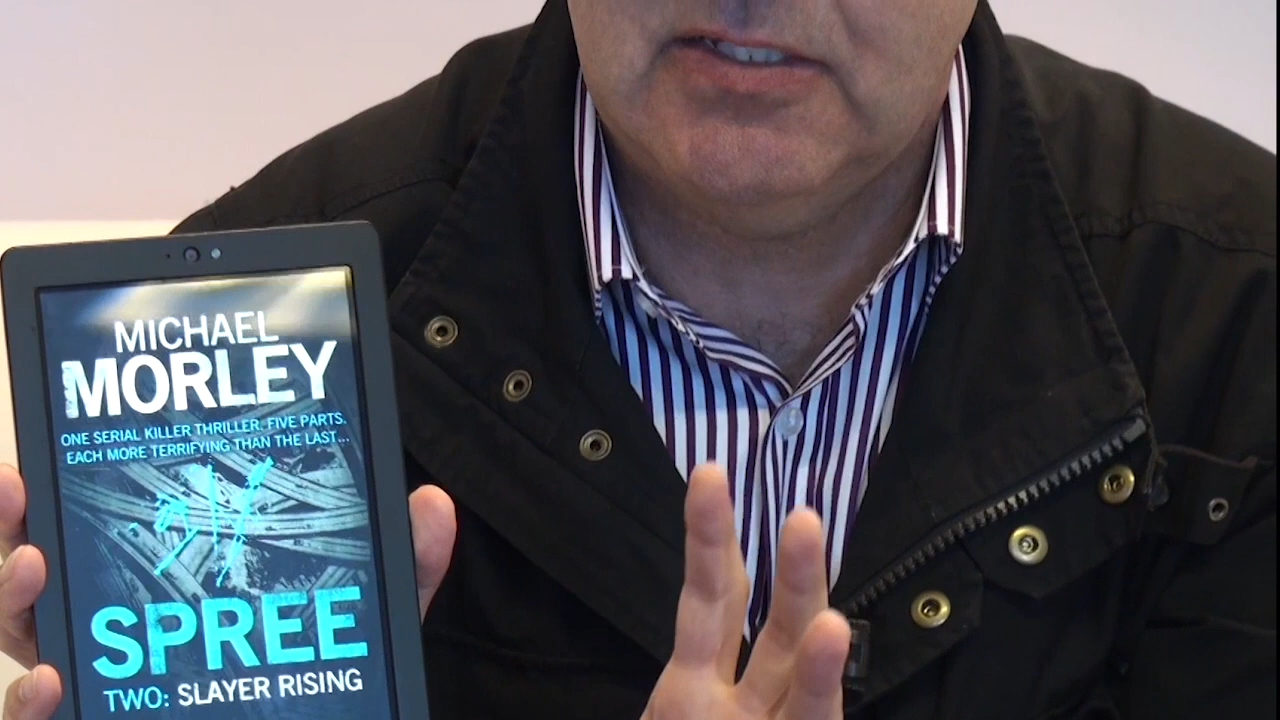 MICHAEL
MORLEY
ONE SERIAL KILLER THRILLER. FIVE PARTS.
EACH MORE TERRIFYING THAN THE LAST...
SPREE
TWO: SLAYER RISING